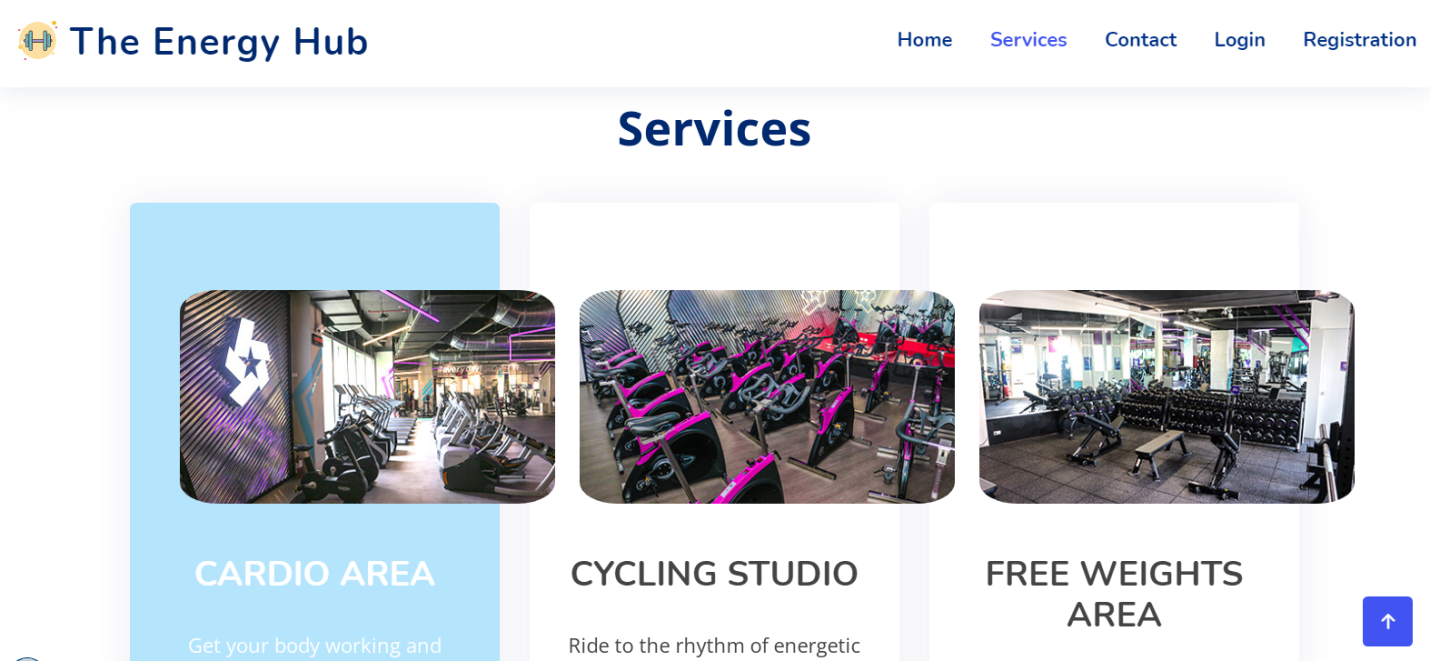 The Energy Hub
Home Services Contact Login Registration
Services
#everydayi
CARDIO AREA
CYCLING STUDIO
FREE WEIGHTS
AREA
Get your body working and
Ride to the rhythm of energetic